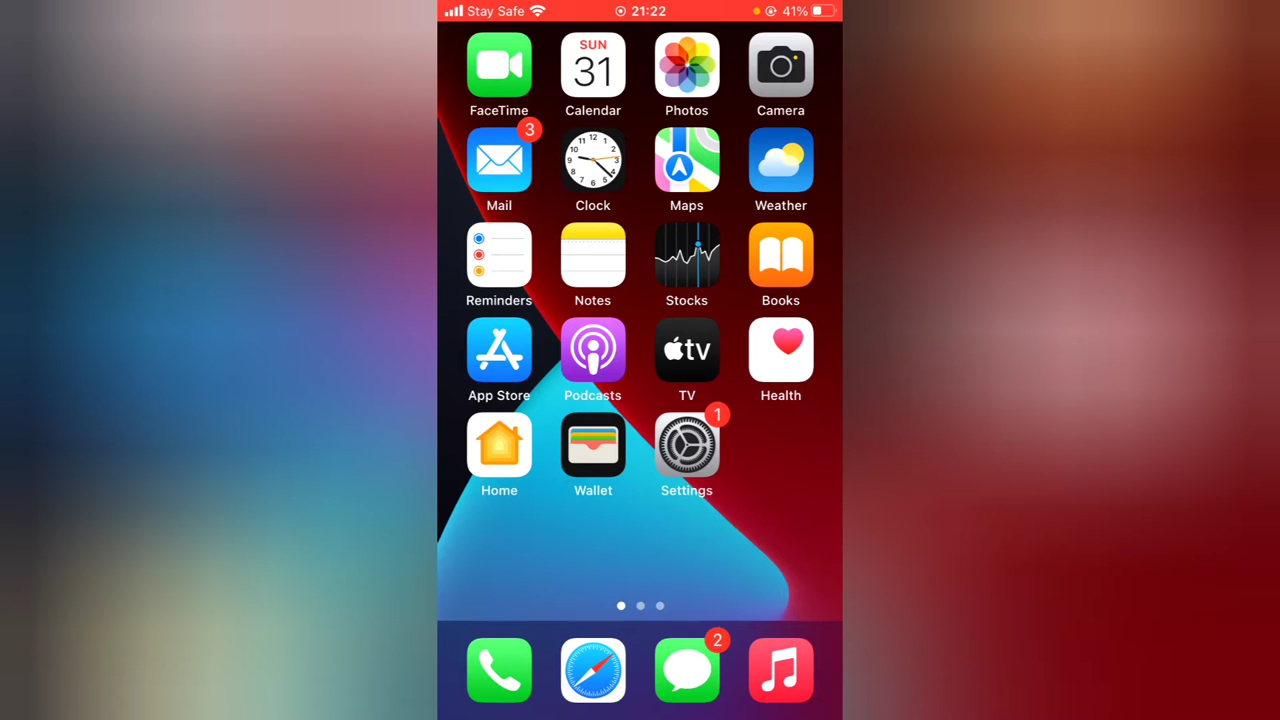 Stay Safe 21:22 41%
FaceTime SUN 31 Calendar Photos Camera
3
Mail Clock Maps Weather
Reminders Notes Stocks Books
App Store Podcasts tv TV Health
1
Home Wallet Settings
2